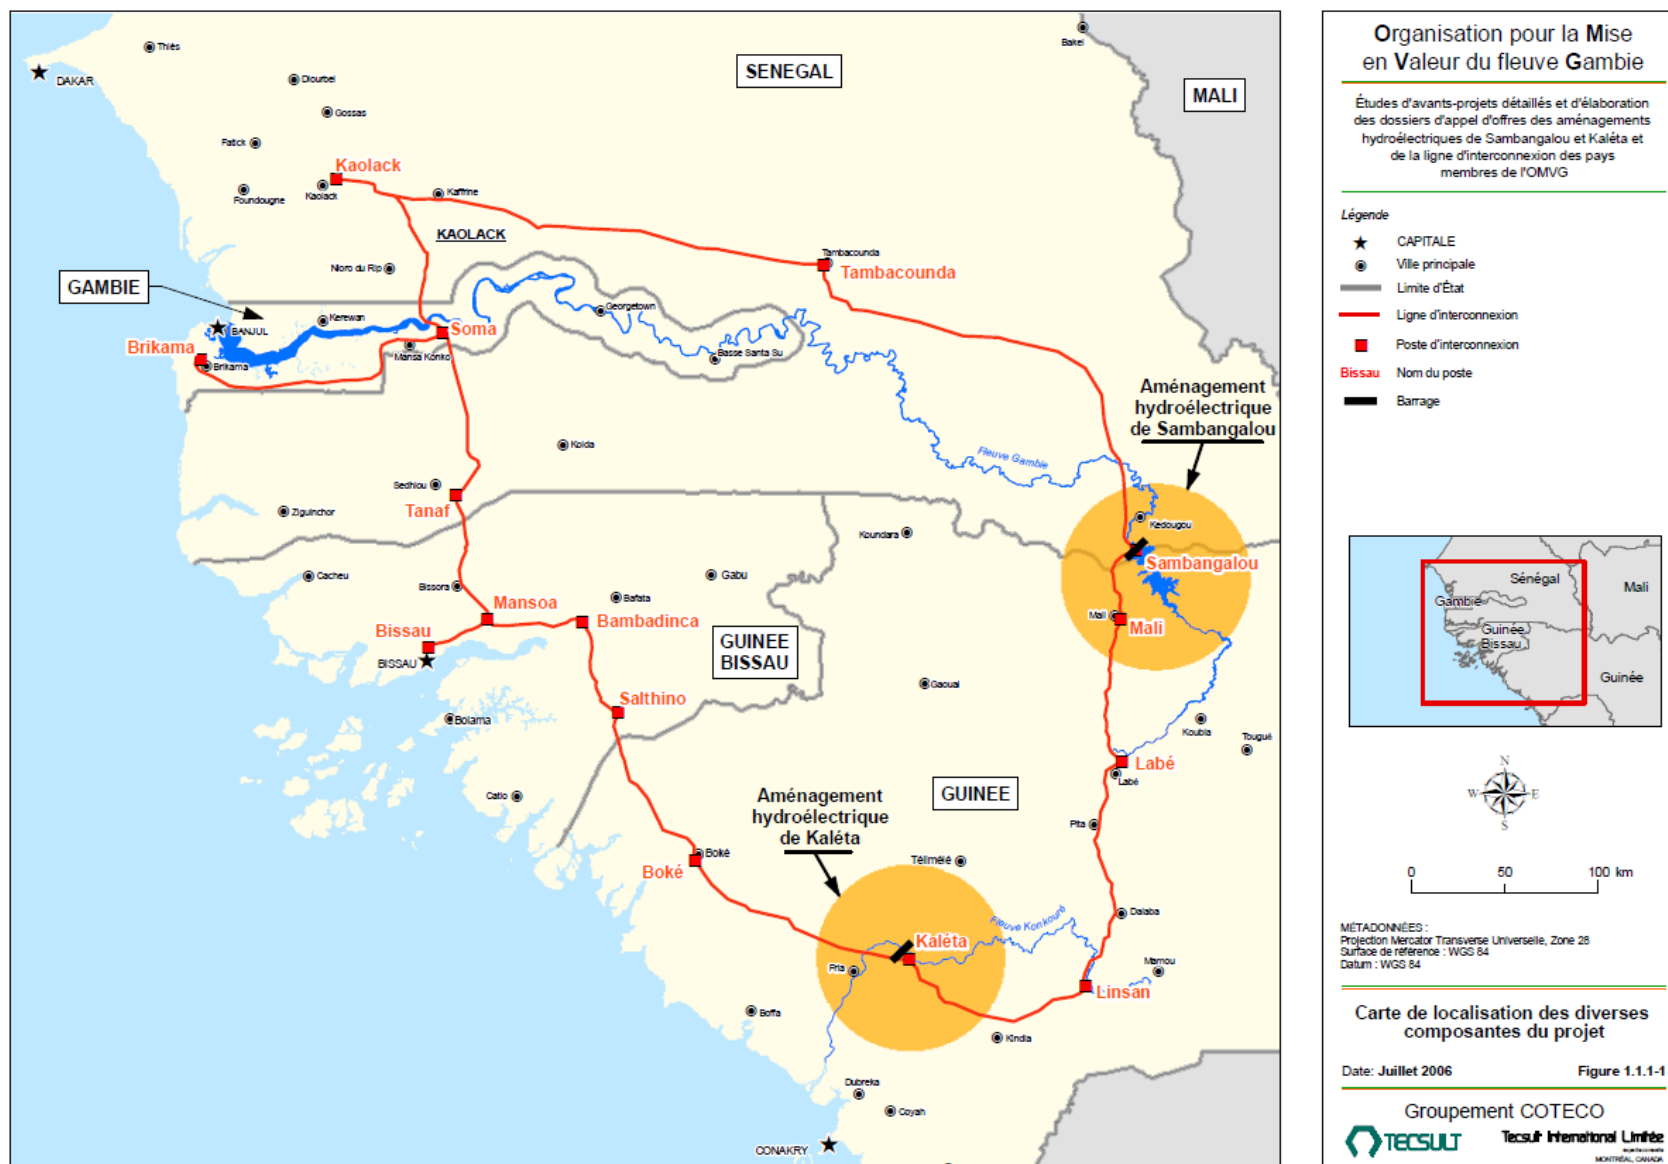 Thiès
DAKAR
Diourbel
Gossas
Fatick
Kaolack
Kaolack
Foundougne
Kaffrine
KAOLACK
Nioro du Rip
SENEGAL
Bakel
MALI
GAMBIE
Kerewan
BANJUL
Brikama
Brikama
Soma
Mansa Konko
Georgetown
Basse Santa Su
Tambacounda
Tambacounda
Aménagement
hydroélectrique
de Sambangalou
Fleuve Gambie
Kolda
Sedhiou
Tanaf
Ziguinchor
Koundara
Kedougou
Sambangalou
Cacheu
Bissora
Gabu
Bafata
Mansoa
Bambadinca
Bissau
BISSAU
GUINEE
BISSAU
Mali
Mali
Gaoual
Salthino
Bolama
Koubia
Tougué
Labé
Labé
Catio
Aménagement
hydroélectrique
de Kaléta
GUINEE
Pita
Boké
Boké
Télimélé
Dalaba
Fleuve Konkouré
Kaléta
Fria
Mamou
Linsan
Boffa
Kindia
Dubreka
Coyah
CONAKRY
Organisation pour la Mise
en Valeur du fleuve Gambie
Études d'avants-projets détaillés et d'élaboration
des dossiers d'appel d'offres des aménagements
hydroélectriques de Sambangalou et Kaléta et
de la ligne d'interconnexion des pays
membres de l'OMVG
Légende
CAPITALE
Ville principale
Limite d'État
Ligne d'interconnexion
Poste d'interconnexion
Bissau Nom du poste
Barrage
Sénégal
Mali
Gambie
Guinée
Bissau
Guinée
N
W E
S
0 50 100 km
MÉTADONNÉES :
Projection Mercator Transverse Universelle, Zone 28
Surface de référence : WGS 84
Datum : WGS 84
Carte de localisation des diverses
composantes du projet
Date: Juillet 2006 Figure 1.1.1-1
Groupement COTECO
TECSULT Tecsult International Limitée
MONTRÉAL, CANADA